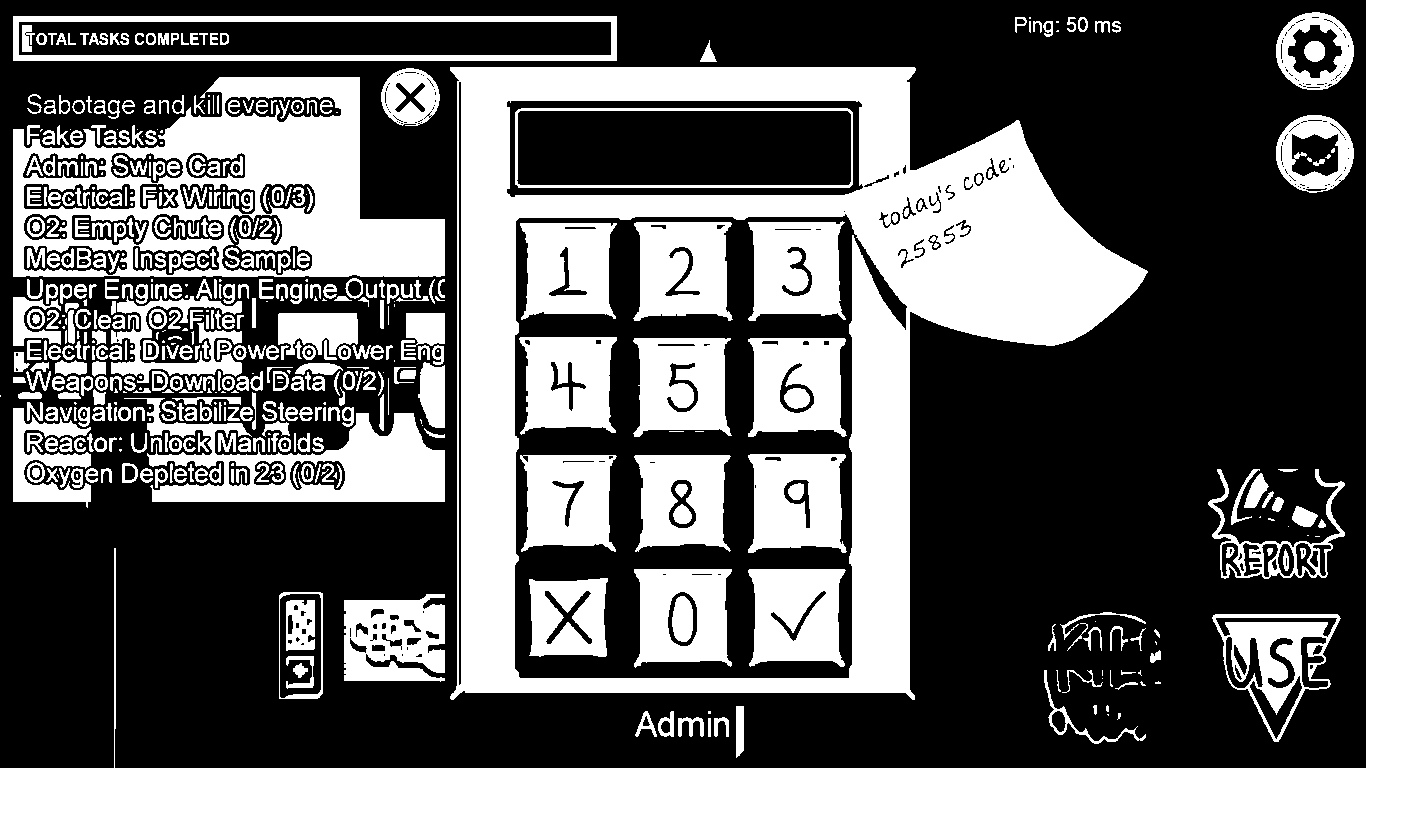 TOTAL TASKS COMPLETED
Ping: 50 ms
Sabotage and kill everyone.
Fake Tasks:
Admin: Swipe Card
Electrical: Fix Wiring (0/3)
O2: Empty Chute (0/2)
MedBay: Inspect Sample
Upper Engine: Align Engine Output (0
O2: Clean O2 Filter
Electrical: Divert Power to Lower Eng
Weapons: Download Data (0/2)
Navigation: Stabilize Steering
Reactor: Unlock Manifolds
Oxygen Depleted in 23 (0/2)
today's code:
25853
1 2 3
4 5 6
7 8 9
0
Admin
REPORT
KILL
USE